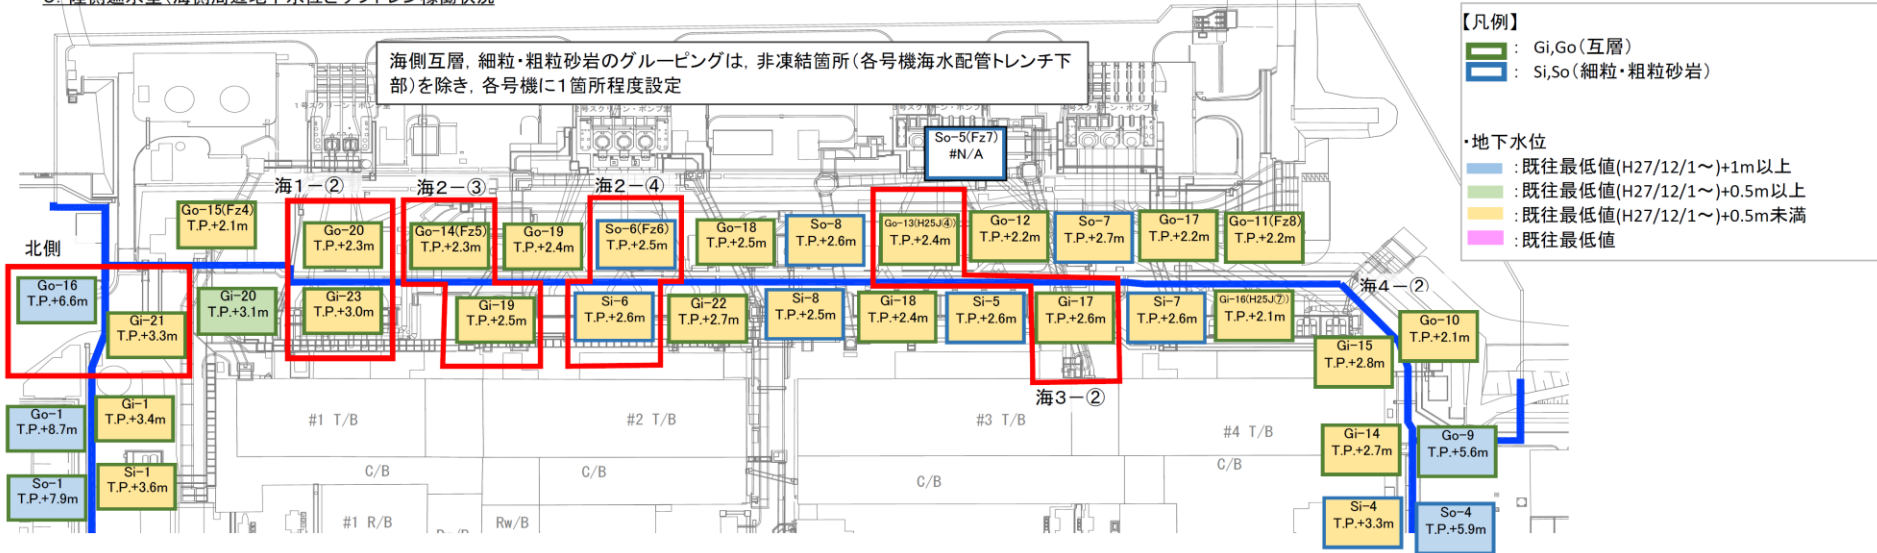 海側互層，細粒・粗粒砂岩のグルーピングは，非凍結箇所（各号機海水配管トレンチ下
部）を除き，各号機に1箇所程度設定
【凡例】
： Gi,Go（互層）
： Si,So（細粒・粗粒砂岩）
・地下水位
：既往最低値(H27/12/1～)+1m以上
：既往最低値(H27/12/1～)+0.5m以上
：既往最低値(H27/12/1～)+0.5m未満
：既往最低値
So-5(Fz7)
#N/A
海1-②
海2-③
海2-④
Go-15(Fz4)
T.P.+2.1m
Go-20
T.P.+2.3m
Go-14(Fz5)
T.P.+2.3m
Go-19
T.P.+2.4m
So-6(Fz6)
T.P.+2.5m
Go-18
T.P.+2.5m
So-8
T.P.+2.6m
Go-13(H25J④)
T.P.+2.4m
Go-12
T.P.+2.2m
So-7
T.P.+2.7m
Go-17
T.P.+2.2m
Go-11(Fz8)
T.P.+2.2m
北側
海4-②
Go-16
T.P.+6.6m
Gi-21
T.P.+3.3m
Gi-20
T.P.+3.1m
Gi-23
T.P.+3.0m
Gi-19
T.P.+2.5m
Si-6
T.P.+2.6m
Gi-22
T.P.+2.7m
Si-8
T.P.+2.5m
Gi-18
T.P.+2.4m
Si-5
T.P.+2.6m
Gi-17
T.P.+2.6m
Si-7
T.P.+2.6m
Gi-16(H25J⑦)
T.P.+2.1m
Gi-15
T.P.+2.8m
Go-10
T.P.+2.1m
海3-②
Go-1
T.P.+8.7m
Gi-1
T.P.+3.4m
#1 T/B
#2 T/B
#3 T/B
#4 T/B
Gi-14
T.P.+2.7m
Go-9
T.P.+5.6m
So-1
T.P.+7.9m
Si-1
T.P.+3.6m
C/B
C/B
C/B
C/B
Si-4
T.P.+3.3m
So-4
T.P.+5.9m
#1 R/B
Rw/B